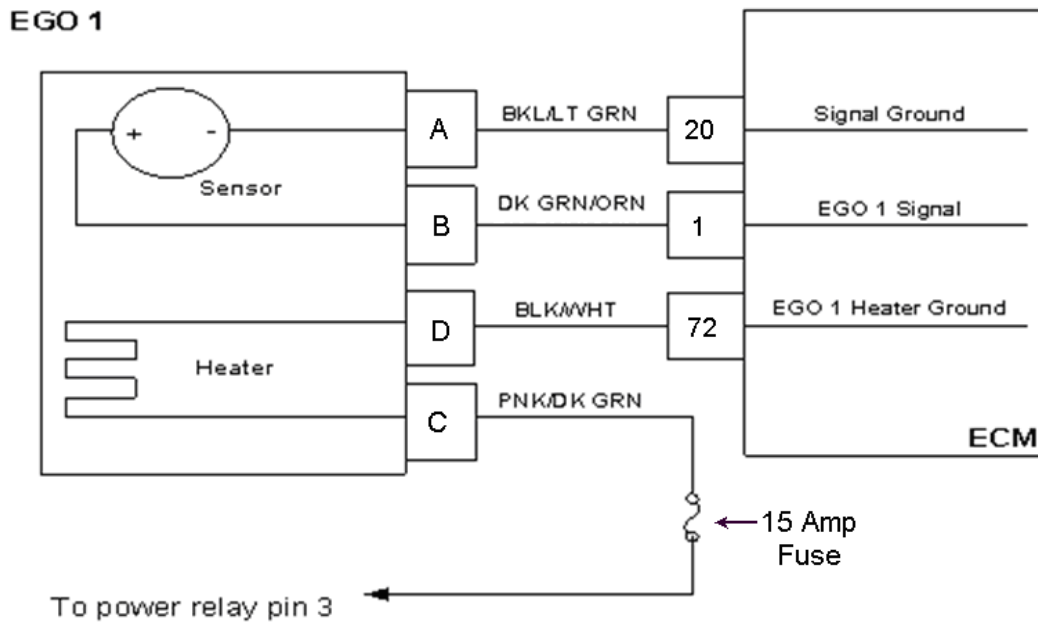 EGO 1
Sensor
Heater
A
B
D
C
BKL/LT GRN
DK GRN/ORN
BLK/WHT
PNK/DK GRN
20
1
72
Signal Ground
EGO 1 Signal
EGO 1 Heater Ground
ECM
15 Amp
Fuse
To power relay pin 3
+
-